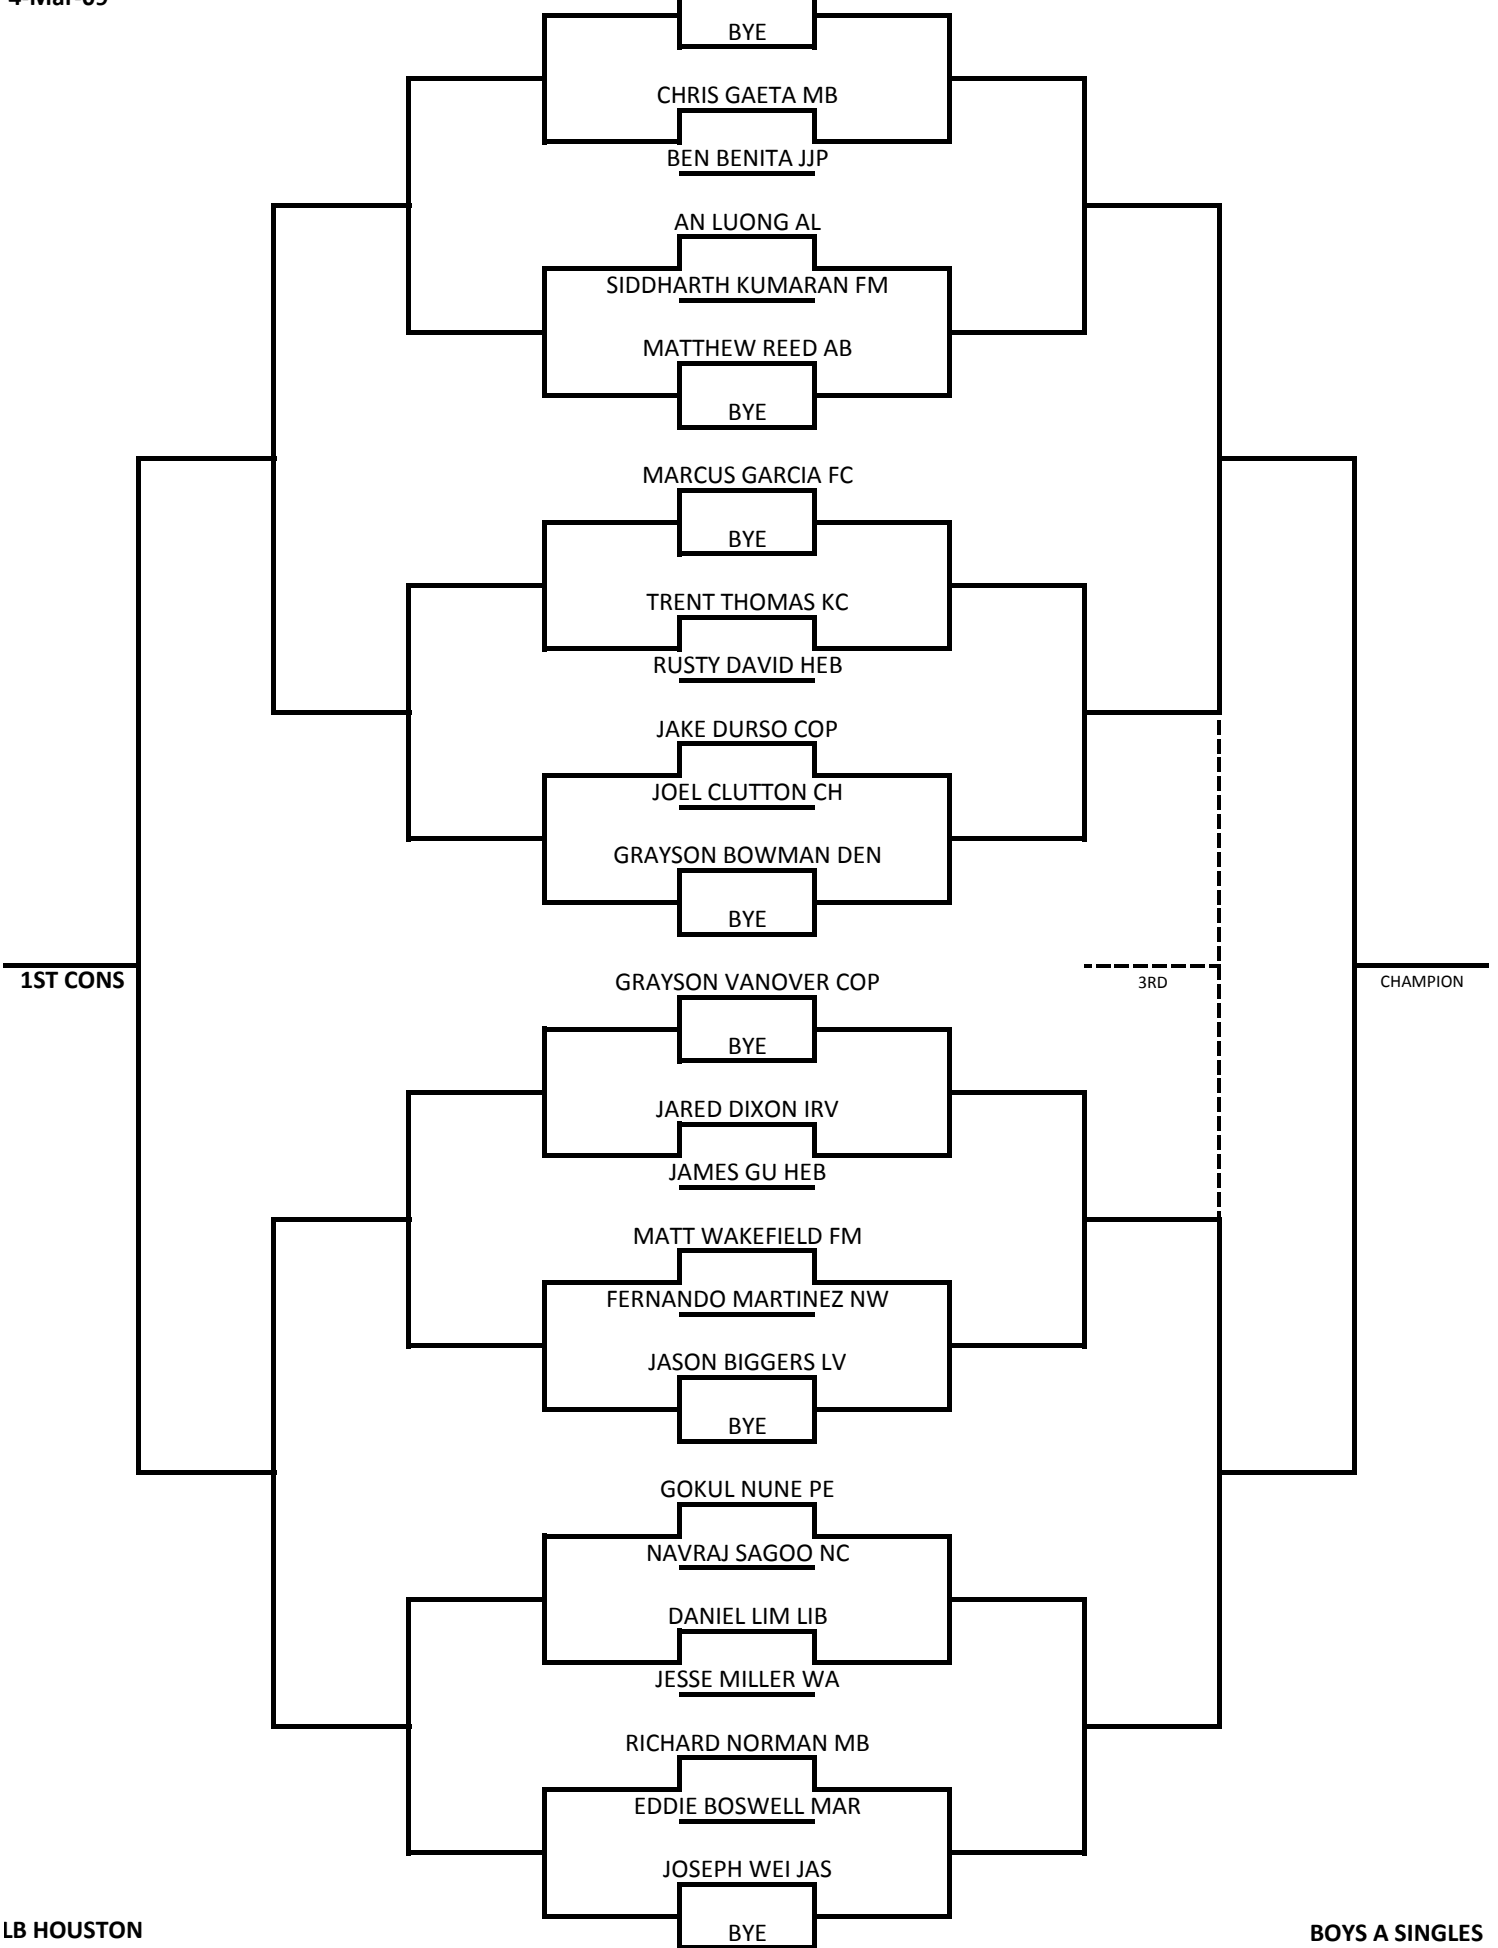 BYE
CHRIS GAETA MB
BEN BENITA JJP
AN LUONG AL
SIDDHARTH KUMARAN FM
MATTHEW REED AB
BYE
MARCUS GARCIA FC
BYE
TRENT THOMAS KC
RUSTY DAVID HEB
JAKE DURSO COP
JOEL CLUTTON CH
GRAYSON BOWMAN DEN
BYE
1ST CONS
GRAYSON VANOVER COP
3RD
CHAMPION
BYE
JARED DIXON IRV
JAMES GU HEB
MATT WAKEFIELD FM
FERNANDO MARTINEZ NW
JASON BIGGERS LV
BYE
GOKUL NUNE PE
NAVRAJ SAGOO NC
DANIEL LIM LIB
JESSE MILLER WA
RICHARD NORMAN MB
EDDIE BOSWELL MAR
JOSEPH WEI JAS
LB HOUSTON
BYE
BOYS A SINGLES